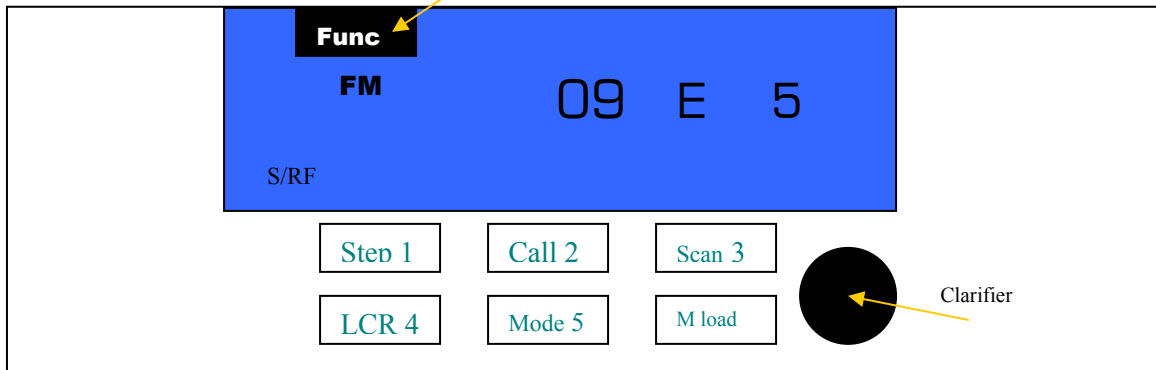 Func
FM
09 E 5
S/RF
Step 1 Call 2 Scan 3
Clarifier
LCR 4 Mode 5 M load